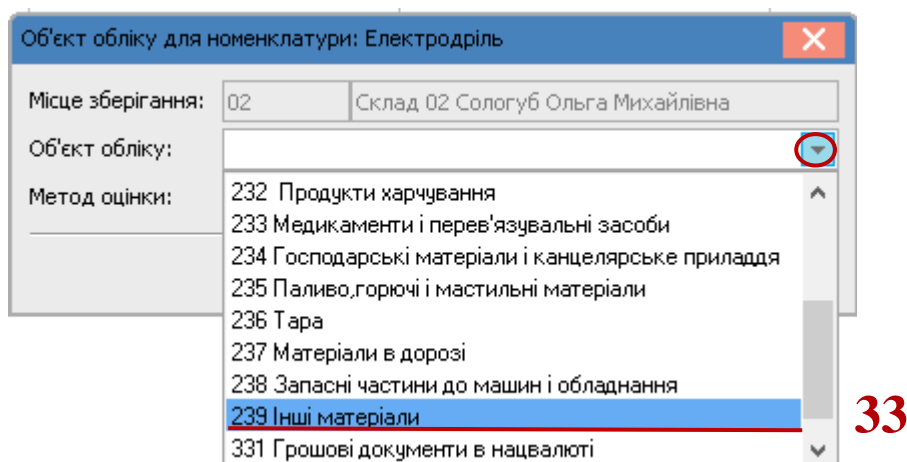 Об'єкт обліку для номенклатури: Електродріль
Місце зберігання: 02 Склад 02 Сологуб Ольга Михайлівна
Об'єкт обліку:
Метод оцінки:
232 Продукти харчування
233 Медикаменти і перев'язувальні засоби
234 Господарські матеріали і канцелярське приладдя
235 Паливо,горючі і мастильні матеріали
236 Тара
237 Матеріали в дорозі
238 Запасні частини до машин і обладнання
239 Інші матеріали
33
331 Грошові документи в нацвалюті